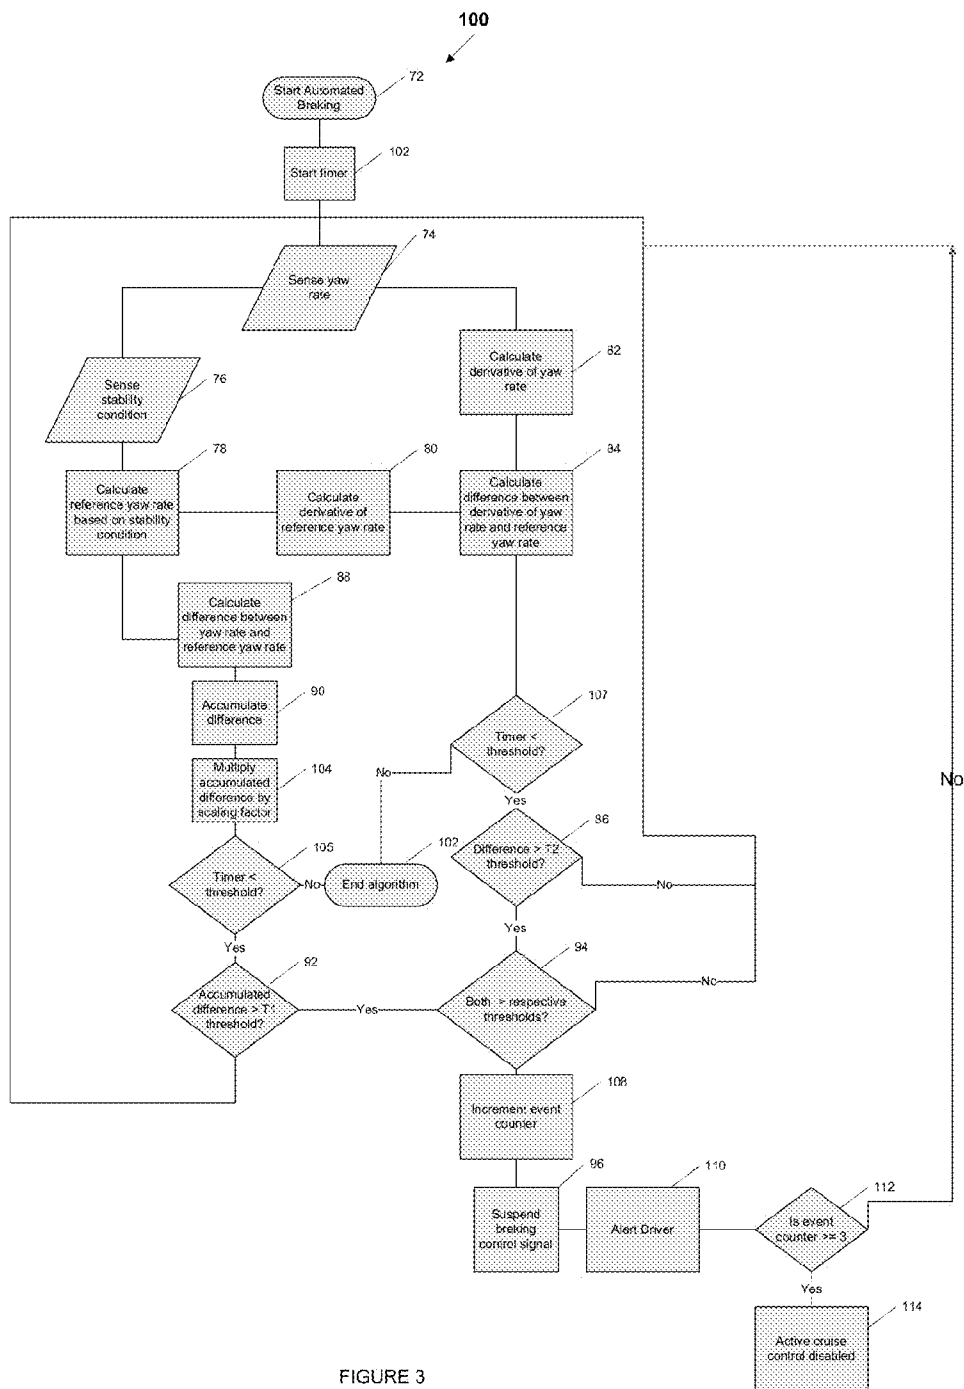 100
72
Start Automated
Breking
102
Start timer
74
Sense yaw
rate
82
Calculate
derivative of yaw
rate
76
Sense
stability
condition
78
Calculate
reference yaw rate
based on stability
condition
80
Calculate
derivative of
reference yaw rate
84
Calculate
difference between
derivative of yaw
rate and reference
yaw rate
88
Calculate
difference between
yaw rate and
reference yaw rate
90
Accumulate
difference
107
Timer <
threshold?
No
104
Multiply
accumulated
difference by
scaling factor
Yes
No
86
Difference > T2
threshold?
105
Timer <
threshold?
No
102
End algorithm
No
Yes
Yes
92
Accumulated
difference > T1
threshold?
Yes
94
Both > respective
thresholds?
No
108
Increment event
counter
96
Suspend
breking
control signal
110
Alert Driver
112
Is event
counter >= 3
Yes
114
Active cruise
control disabled
FIGURE 3